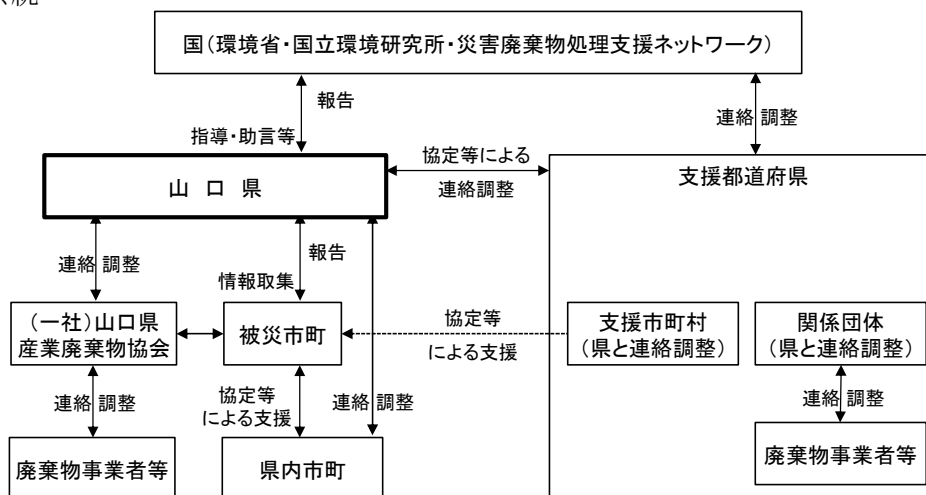 国(環境省・国立環境研究所・災害廃棄物処理支援ネットワーク)
報告
指導・助言等
連絡 調整
山 口 県
協定等による
連絡調整
支援都道府県
連絡 調整
報告
情報収集
(一社)山口県
産業廃棄物協会
被災市町
協定等
による支援
支援市町村
(県と連絡調整)
関係団体
(県と連絡調整)
連絡 調整
協定等
による支援
連絡 調整
連絡 調整
廃棄物事業者等
県内市町
廃棄物事業者等